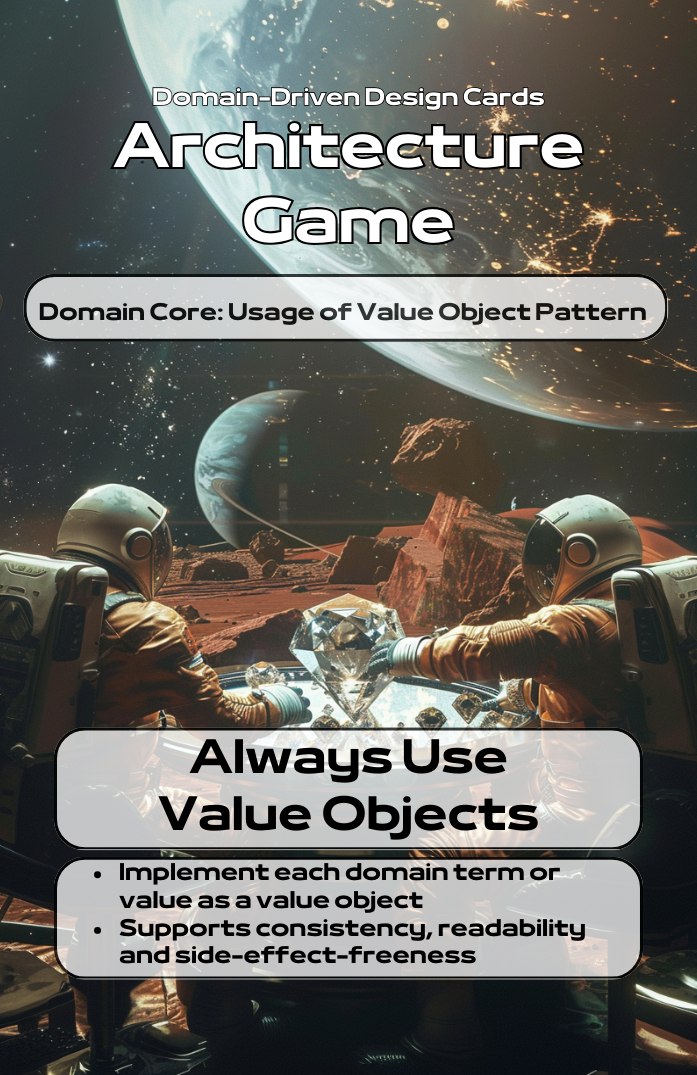 Domain-Driven Design Cards
Architecture
Game
Domain Core: Usage of Value Object Pattern
Always Use
Value Objects
• Implement each domain term or
value as a value object
• Supports consistency, readability
and side-effect-freeness